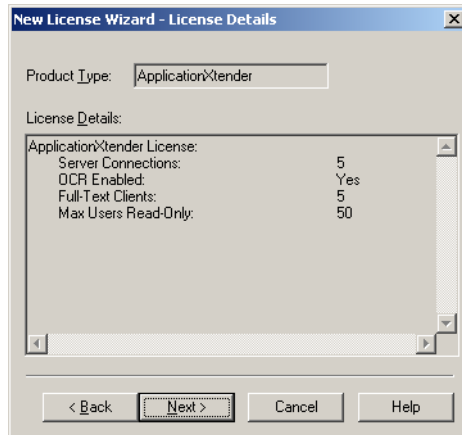 New License Wizard - License Details
Product Type: ApplicationXtender
License Details:
ApplicationXtender License:
Server Connections: 5
OCR Enabled: Yes
Full-Text Clients: 5
Max Users Read-Only: 50
< Back Next > Cancel Help